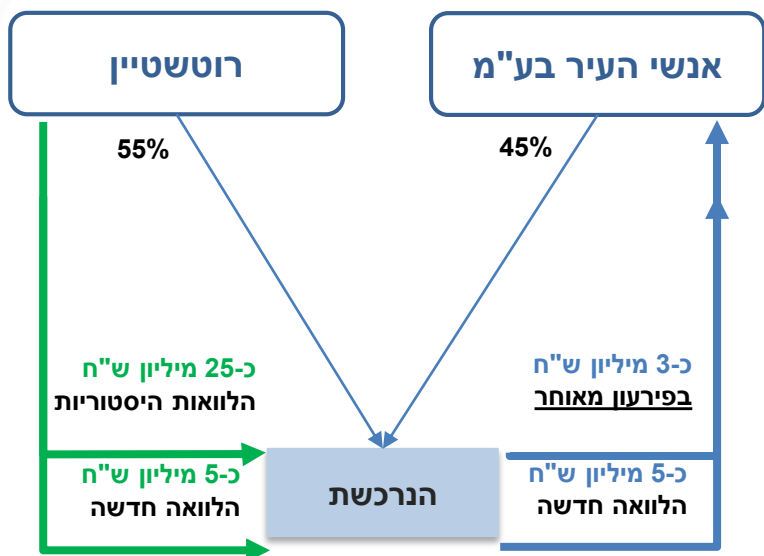 אנשי העיר בע"מ
רוטשטיין
45%
55%
כ-3 מיליון ש"ח
בפירעון מאוחר
כ-25 מיליון ש"ח
הלוואות היסטוריות
כ-5 מיליון ש"ח
הלוואה חדשה
הנרכשת
כ-5 מיליון ש"ח
הלוואה חדשה